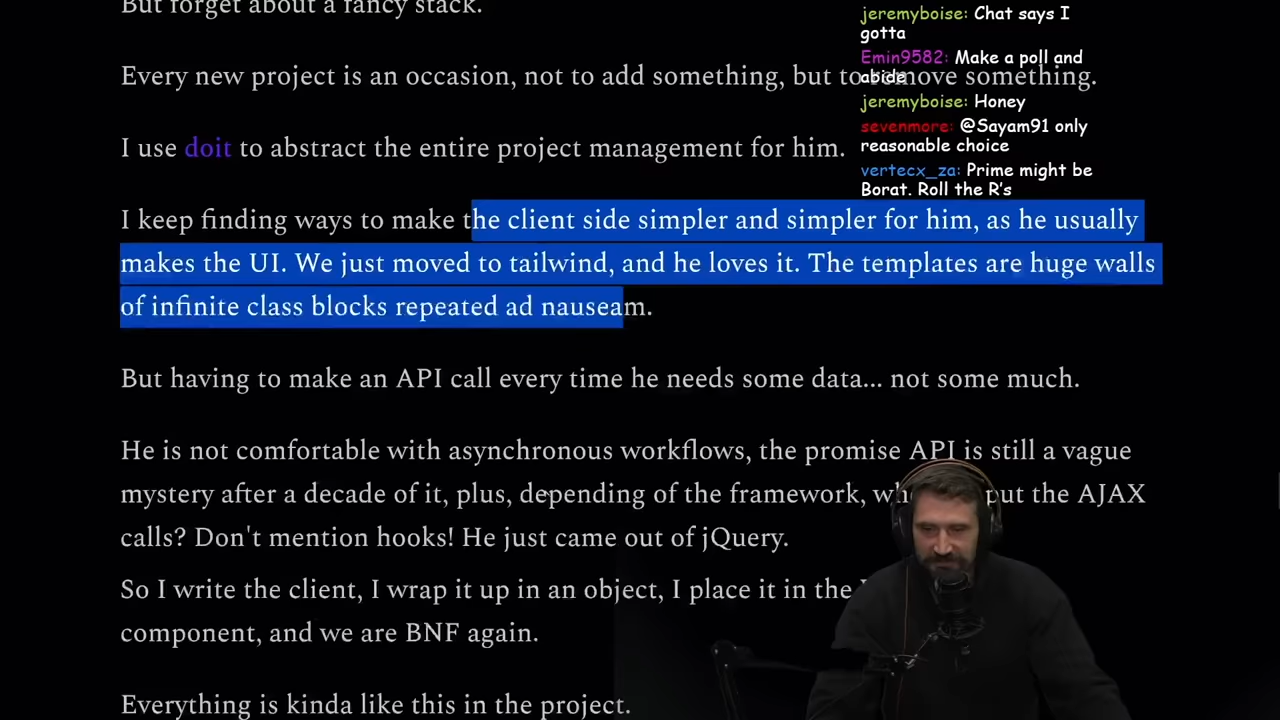 But forget about a fancy stack.
Every new project is an occasion, not to add something, but to remove something.
I use doit to abstract the entire project management for him.
I keep finding ways to make the client side simpler and simpler for him, as he usually
makes the UI. We just moved to tailwind, and he loves it. The templates are huge walls
of infinite class blocks repeated ad nauseam.
But having to make an API call every time he needs some data... not some much.
He is not comfortable with asynchronous workflows, the promise API is still a vague
mystery after a decade of it, plus, depending of the framework, put the AJAX
calls? Don't mention hooks! He just came out of jQuery.
So I write the client, I wrap it up in an object, I place it in the
component, and we are BNF again.
Everything is kinda like this in the project.
jeremyboise: Chat says I
gotta
Emin9582: Make a poll and
abide
jeremyboise: Honey
sevenmore: @Sayam91 only
reasonable choice
vertecx_za: Prime might be
Borat. Roll the R's